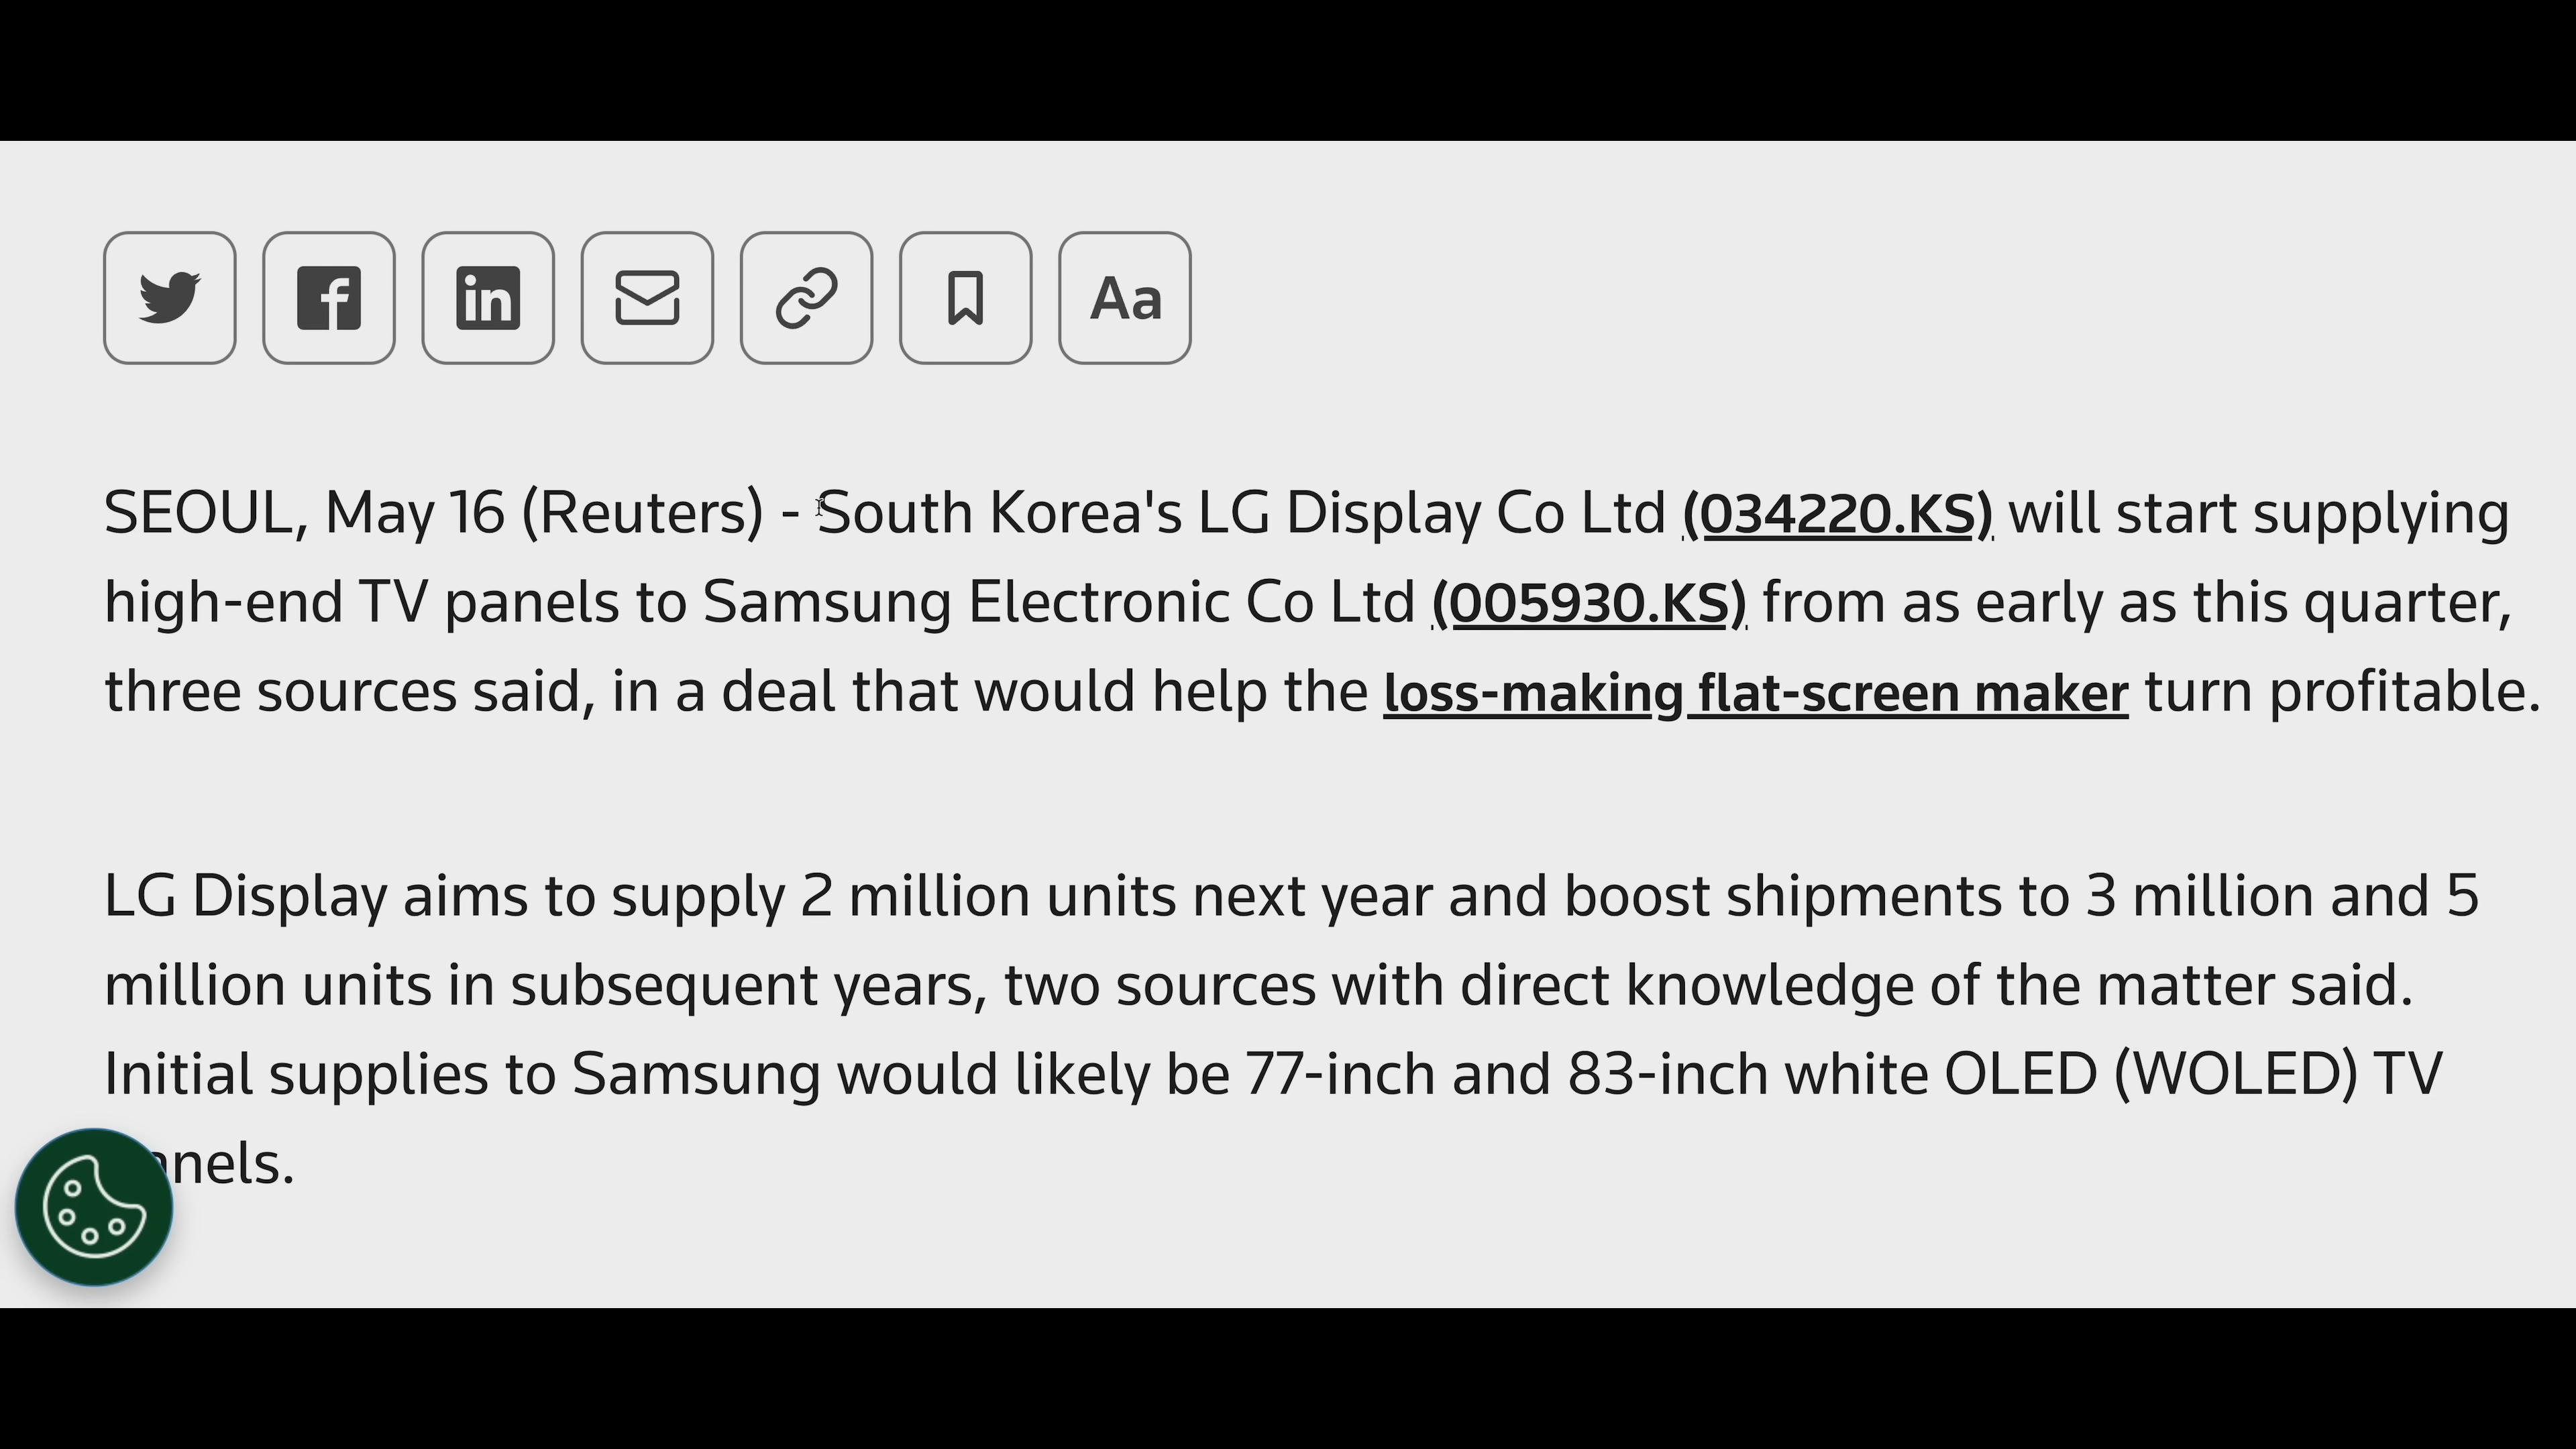 Aa
SEOUL, May 16 (Reuters) - South Korea's LG Display Co Ltd (034220.KS) will start supplying
high-end TV panels to Samsung Electronic Co Ltd (005930.KS) from as early as this quarter,
three sources said, in a deal that would help the loss-making flat-screen maker turn profitable.
LG Display aims to supply 2 million units next year and boost shipments to 3 million and 5
million units in subsequent years, two sources with direct knowledge of the matter said.
Initial supplies to Samsung would likely be 77-inch and 83-inch white OLED (WOLED) TV
anels.